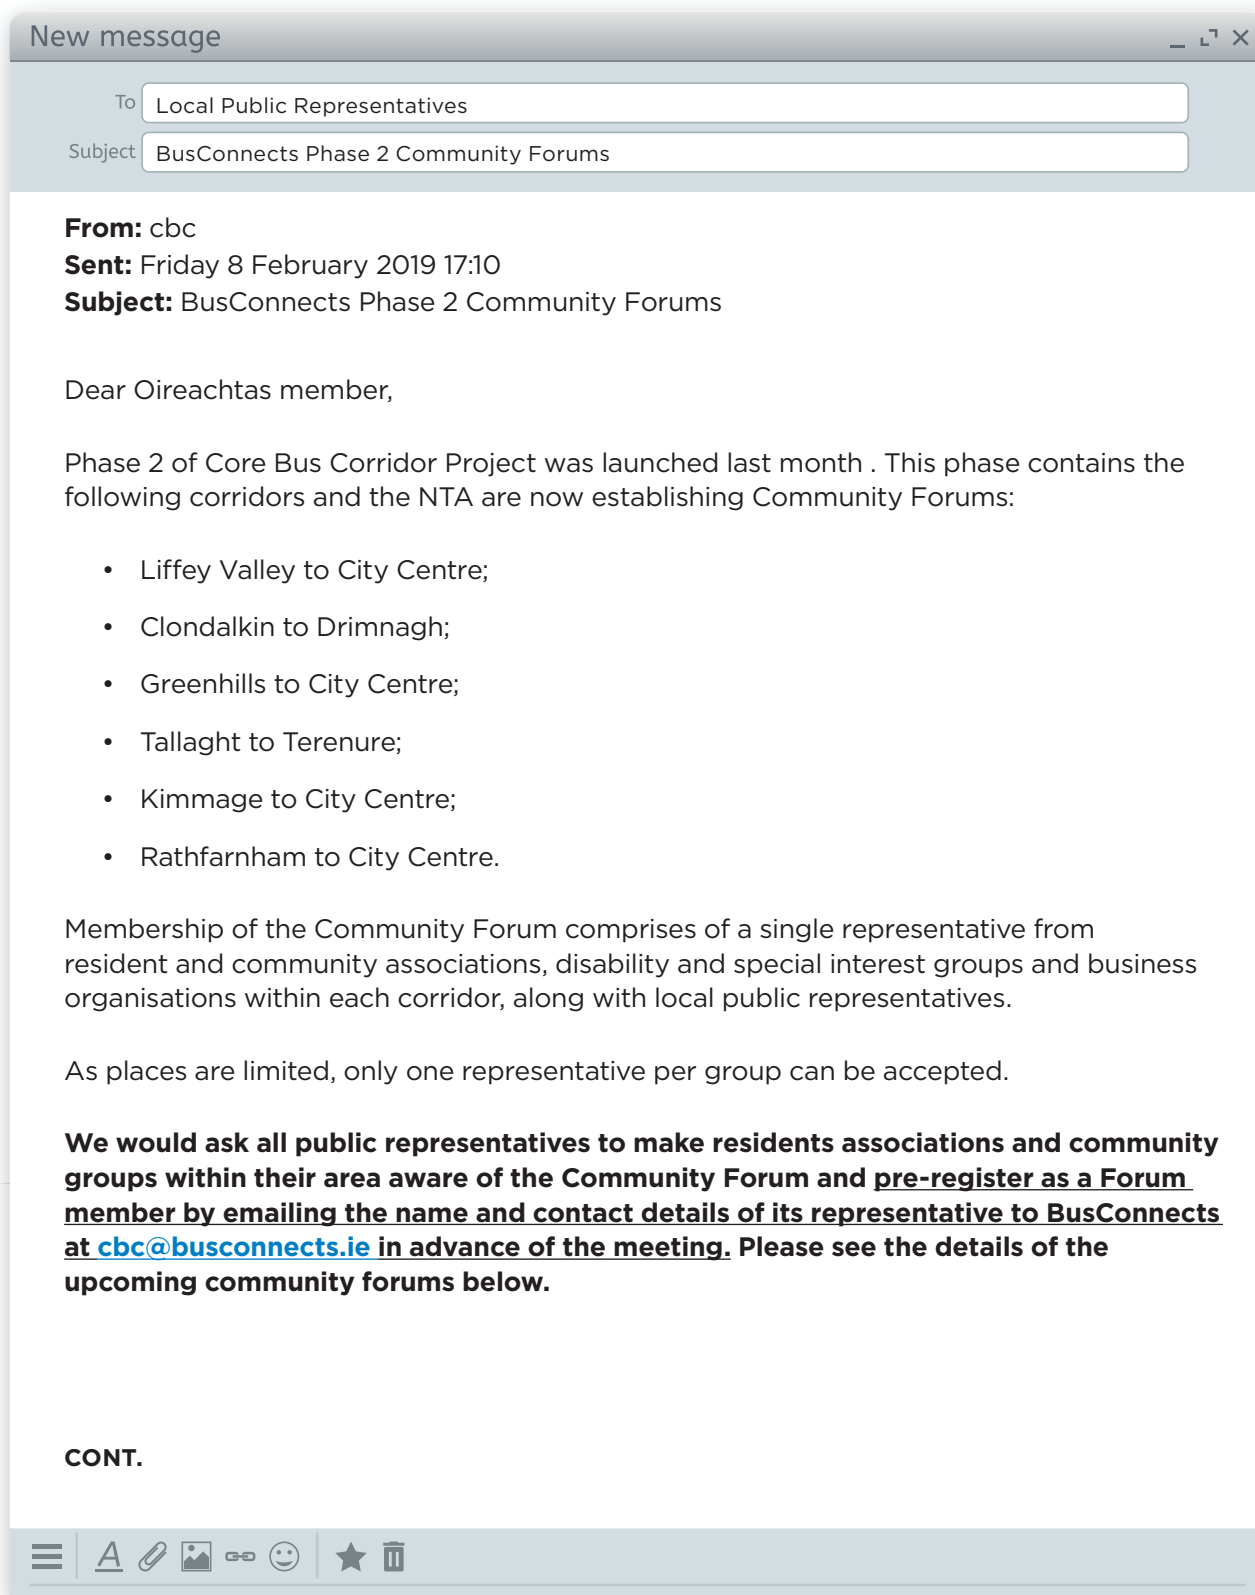 New message
To Local Public Representatives
Subject BusConnects Phase 2 Community Forums
From: cbc
Sent: Friday 8 February 2019 17:10
Subject: BusConnects Phase 2 Community Forums
Dear Oireachtas member,
Phase 2 of Core Bus Corridor Project was launched last month . This phase contains the
following corridors and the NTA are now establishing Community Forums:
• Liffey Valley to City Centre;
• Clondalkin to Drimnagh;
• Greenhills to City Centre;
• Tallaght to Terenure;
• Kimmage to City Centre;
• Rathfarnham to City Centre.
Membership of the Community Forum comprises of a single representative from
resident and community associations, disability and special interest groups and business
organisations within each corridor, along with local public representatives.
As places are limited, only one representative per group can be accepted.
We would ask all public representatives to make residents associations and community
groups within their area aware of the Community Forum and pre-register as a Forum
member by emailing the name and contact details of its representative to BusConnects
at cbc@busconnects.ie in advance of the meeting. Please see the details of the
upcoming community forums below.
CONT.
A